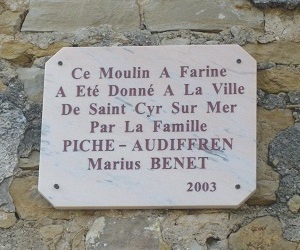 Ce Moulin A Farine
A Eté Donné A La Ville
De Saint Cyr Sur Mer
Par La Famille
PICHE - AUDIFFREN
Marius BENET
2003